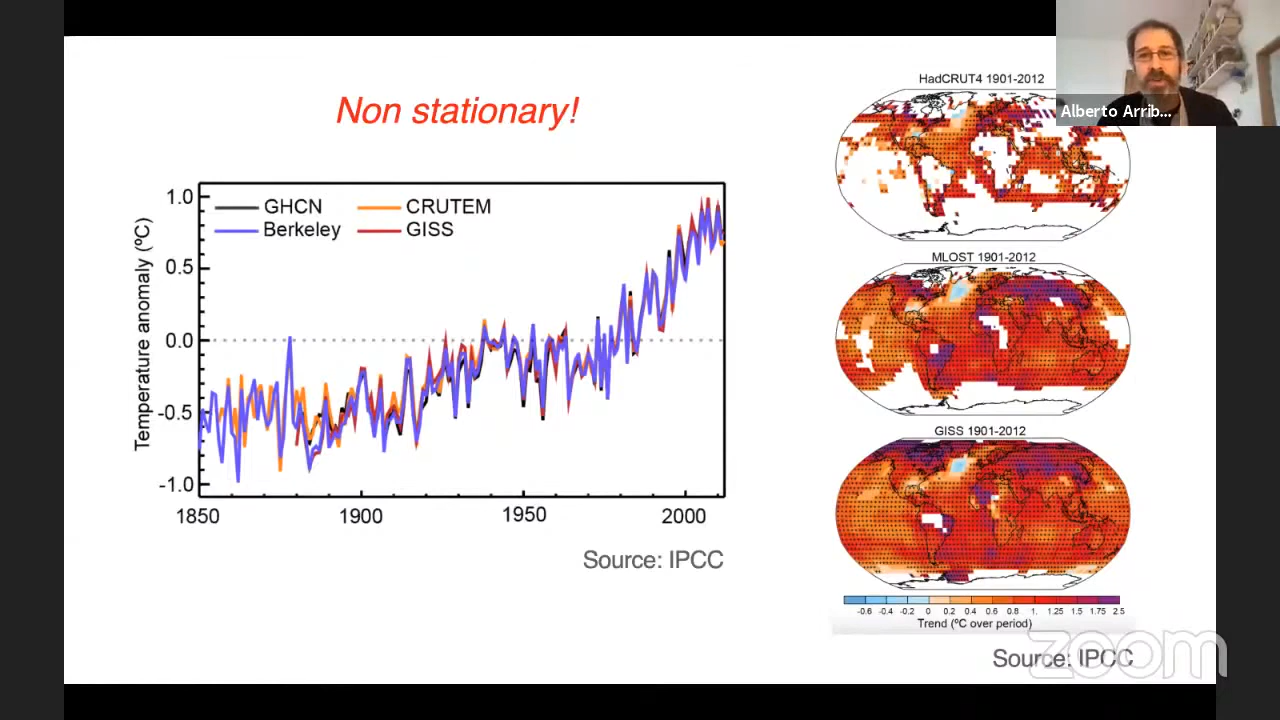 Non stationary!
1.0
0.5
0.0
-0.5
-1.0
Temperature anomaly (ºC)
GHCN
CRUTEM
Berkeley
GISS
1850
1900
1950
2000
Source: IPCC
HadCRUT4 1901-2012
Alberto Arrib...
MLOST 1901-2012
GISS 1901-2012
-0.6 -0.4 -0.2 0 0.2 0.4 0.6 0.8 1. 1.25 1.5 1.75 2.5
Trend (ºC over period)
Source: IPCC
zoom